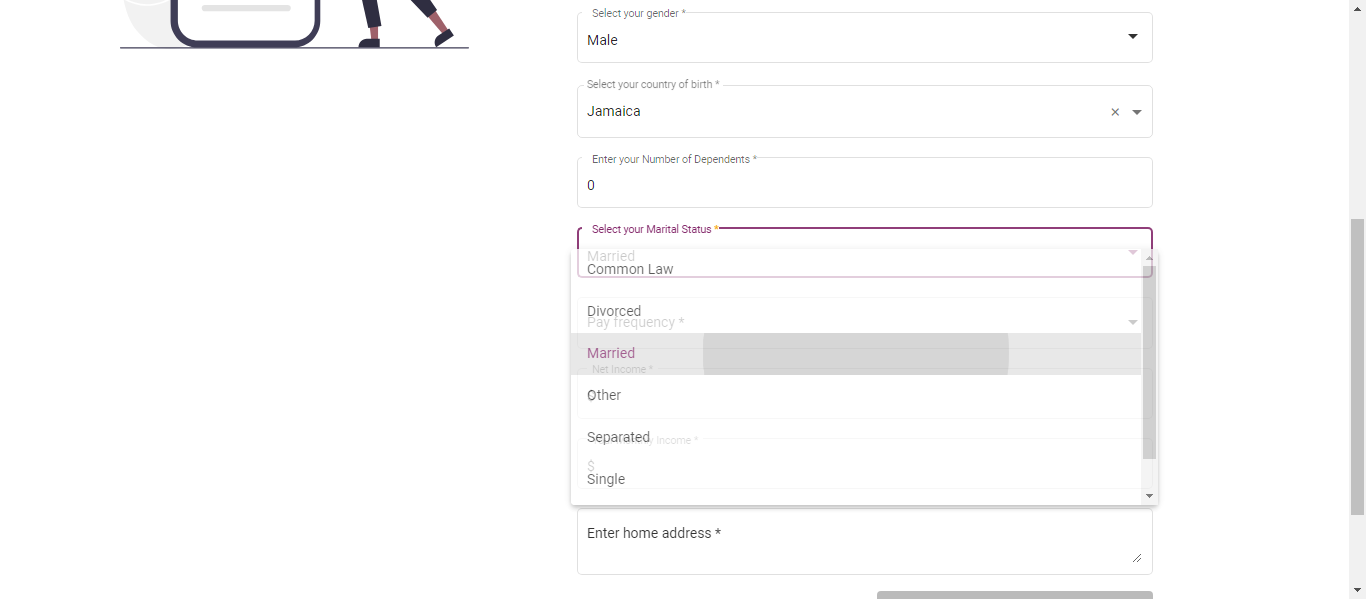 Select your gender *
Male
Select your country of birth *
Jamaica
Enter your Number of Dependents *
0
Select your Marital Status *
Married
Common Law
Divorced
Pay frequency *
Married
Net Income *
$
Other
Separated
Income *
$
Single
Enter home address *